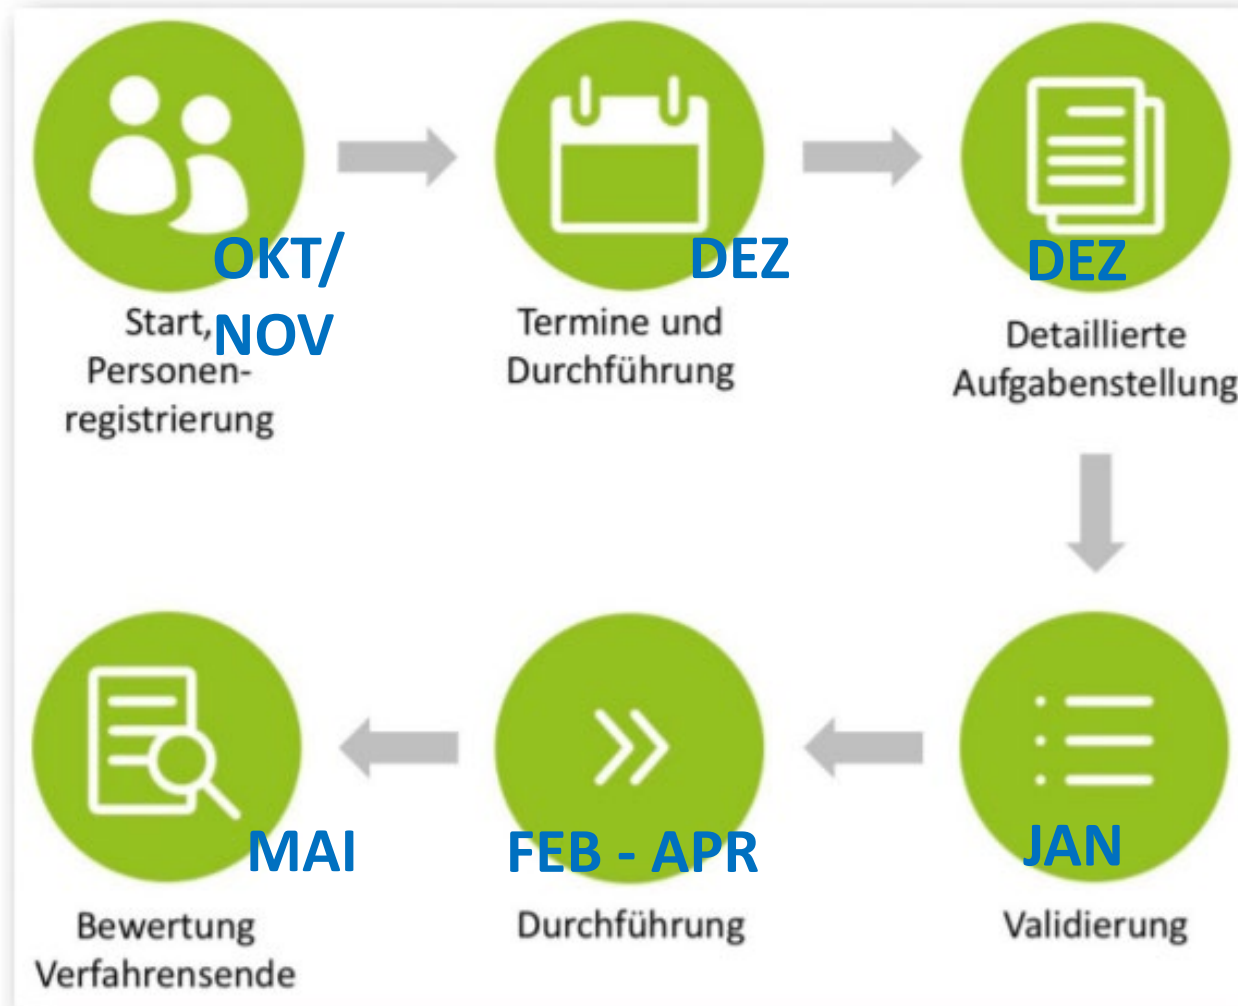 OKT/
NOV
Start,
Personen-
registrierung
DEZ
Termine und
Durchführung
DEZ
Detaillierte
Aufgabenstellung
JAN
Validierung
FEB - APR
Durchführung
MAI
Bewertung
Verfahrensende